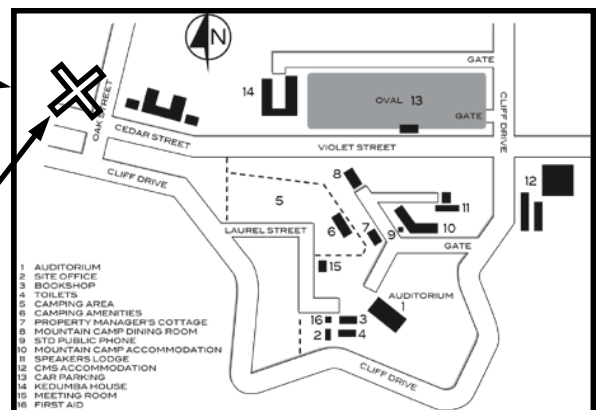 N
GATE
14
OVAL 13
OAK STREET
GATE
CLIFF DRIVE
CEDAR STREET
VIOLET STREET
CLIFF DRIVE
8
12
5
11
6
7
9
10
LAUREL STREET
GATE
15
AUDITORIUM
1
16
3
2
4
CLIFF DRIVE
1 AUDITORIUM
2 SITE OFFICE
3 BOOKSHOP
4 TOILETS
5 CAMPING AREA
6 CAMPING AMENITIES
7 PROPERTY MANAGER'S COTTAGE
8 MOUNTAIN CAMP DINING ROOM
9 STD PUBLIC PHONE
10 MOUNTAIN CAMP ACCOMMODATION
11 SPEAKERS LODGE
12 CMS ACCOMMODATION
13 CAR PARKING
14 KEDUMBA HOUSE
15 MEETING ROOM
16 FIRST AID